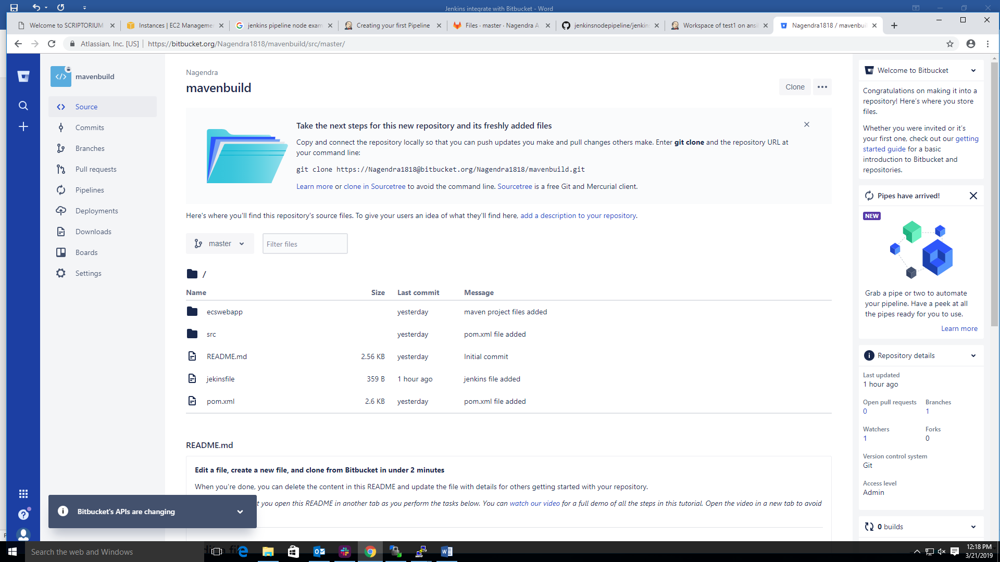 Jenkins integrate with Bitbucket - Word
Welcome to SCRIPTORIUM
Instances | EC2 Manageme
jenkins pipeline node exam
Creating your first Pipeline
Files · master · Nagendra A
jenkinsnodepipeline/jenkin
Workspace of test1 on ansi
Nagendra1818 / mavenbuil
Atlassian, Inc. [US] | https://bitbucket.org/Nagendra1818/mavenbuild/src/master/
mavenbuild
Source
Commits
Branches
Pull requests
Pipelines
Deployments
Downloads
Boards
Settings
Nagendra
mavenbuild
Clone
Take the next steps for this new repository and its freshly added files
Copy and connect the repository locally so that you can push updates you make and pull changes others make. Enter git clone and the repository URL at
your command line:
git clone https://Nagendra1818@bitbucket.org/Nagendra1818/mavenbuild.git
Learn more or clone in Sourcetree to avoid the command line. Sourcetree is a free Git and Mercurial client.
Here's where you'll find this repository's source files. To give your users an idea of what they'll find here, add a description to your repository.
master
Filter files
/
Name Size Last commit Message
ecswebapp yesterday maven project files added
src yesterday pom.xml file added
README.md 2.56 KB yesterday Initial commit
jekinsfile 359 B 1 hour ago jenkins file added
pom.xml 2.6 KB yesterday pom.xml file added
README.md
Edit a file, create a new file, and clone from Bitbucket in under 2 minutes
When you're done, you can delete the content in this README and update the file with details for others getting started with your repository.
t you open this README in another tab as you perform the tasks below. You can watch our video for a full demo of all the steps in this tutorial. Open the video in a new tab to avoid
Bitbucket's APIs are changing
Welcome to Bitbucket
Congratulations on making it into a
repository! Here's where you store
files.
Whether you were invited or it's
your first one, check out our getting
started guide for a basic
introduction to Bitbucket and
repositories.
Pipes have arrived!
NEW
Grab a pipe or two to automate
your pipeline. Have a peek at all
the pipes ready for you to use.
Learn more
Repository details
Last updated
1 hour ago
Open pull requests Branches
0 1
Watchers Forks
1 0
Version control system
Git
Access level
Admin
0 builds
Search the web and Windows
12:18 PM
3/21/2019